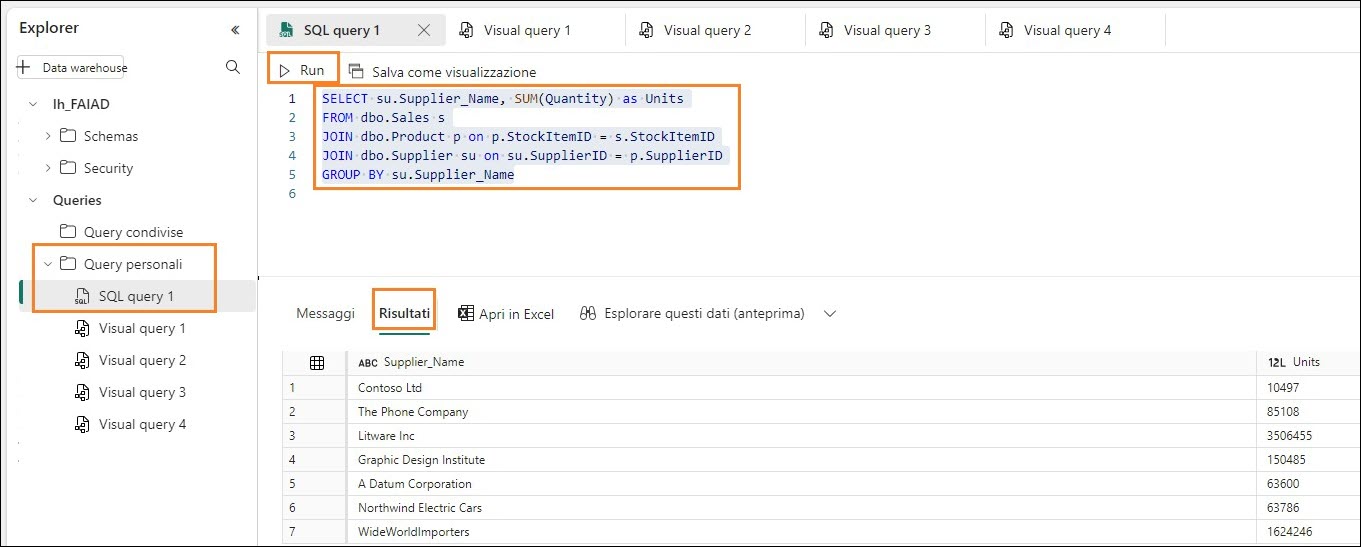 Explorer
Data warehouse
lh_FAIAD
Schemas
Security
Queries
Query condivise
Query personali
SQL query 1
Visual query 1
Visual query 2
Visual query 3
Visual query 4
SQL query 1 Visual query 1 Visual query 2 Visual query 3 Visual query 4
Run Salva come visualizzazione
1 SELECT su.Supplier_Name, SUM(Quantity) as Units
2 FROM dbo.Sales s
3 JOIN dbo.Product p on p.StockItemID = s.StockItemID
4 JOIN dbo.Supplier su on su.SupplierID = p.SupplierID
5 GROUP BY su.Supplier_Name
6
Messaggi Risultati Apri in Excel Esplorare questi dati (anteprima)
ABC Supplier_Name 12L Units
1 Contoso Ltd 10497
2 The Phone Company 85108
3 Litware Inc 3506455
4 Graphic Design Institute 150485
5 A Datum Corporation 63600
6 Northwind Electric Cars 63786
7 WideWorldImporters 1624246